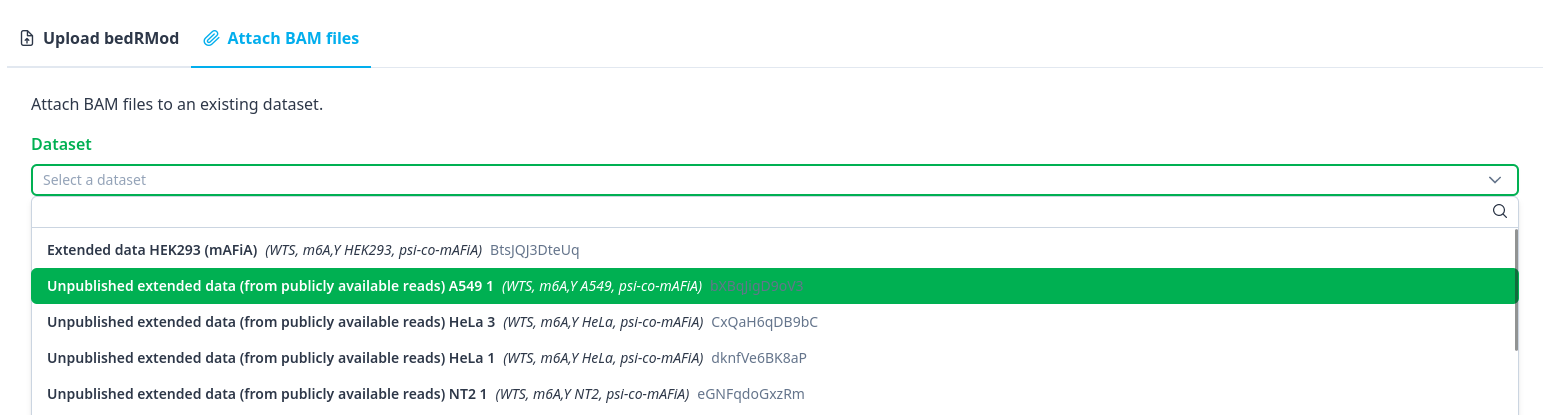 Upload bedRMod Attach BAM files
Attach BAM files to an existing dataset.
Dataset
Select a dataset
Extended data HEK293 (mAFiA) (WTS, m6A,Y HEK293, psi-co-mAFiA) BtsJQJ3DteUq
Unpublished extended data (from publicly available reads) A549 1 (WTS, m6A,Y A549, psi-co-mAFiA)
Unpublished extended data (from publicly available reads) HeLa 3 (WTS, m6A,Y HeLa, psi-co-mAFiA) CxQaH6qDB9bC
Unpublished extended data (from publicly available reads) HeLa 1 (WTS, m6A,Y HeLa, psi-co-mAFiA) dknfVe6BK8aP
Unpublished extended data (from publicly available reads) NT2 1 (WTS, m6A,Y NT2, psi-co-mAFiA) eGNFqdoGxzRm